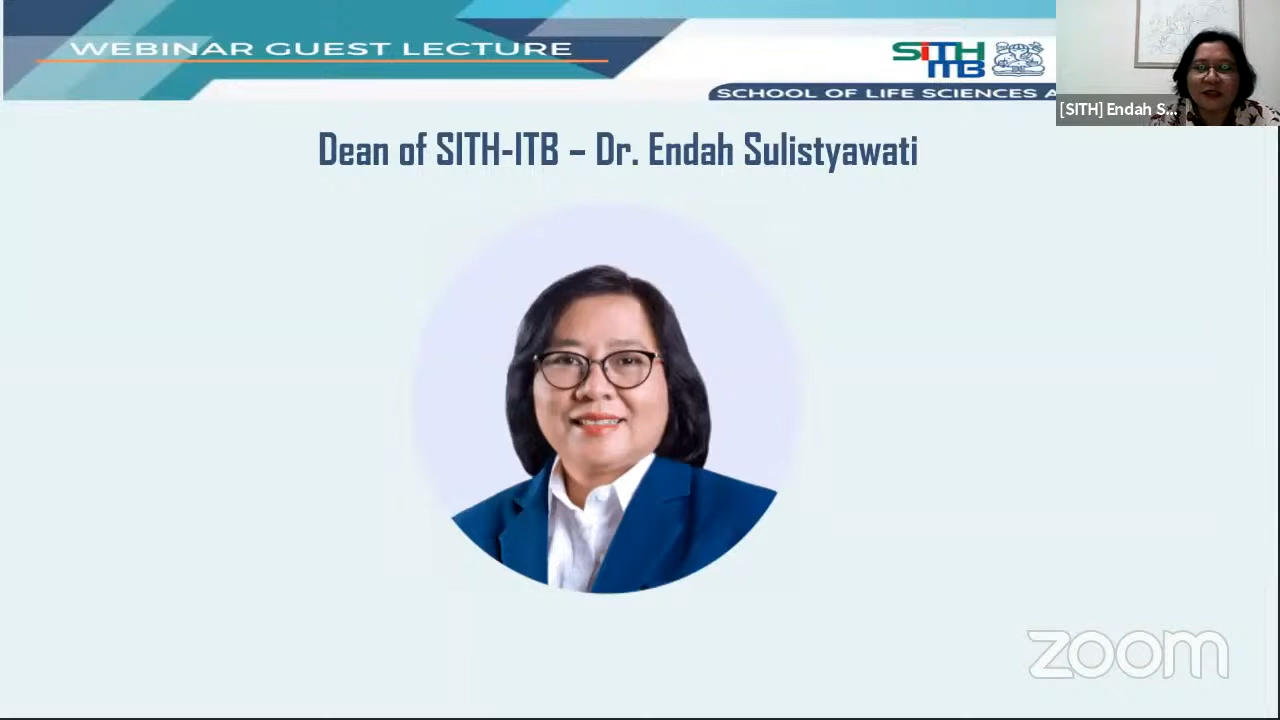 WEBINAR GUEST LECTURE
SiTH
ITB
SCHOOL OF LIFE SCIENCES A
[SITH] Endah S...
Dean of SITH-ITB – Dr. Endah Sulistyawati
zoom